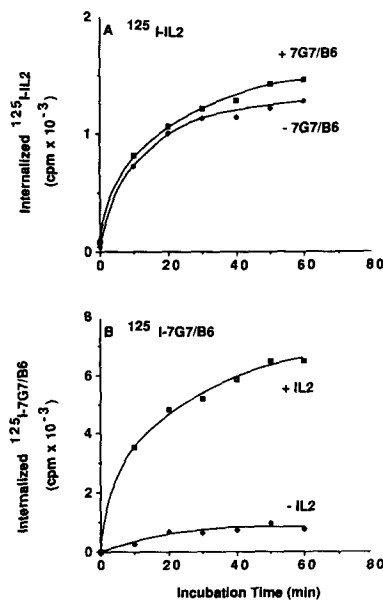 A 125 I-IL2
2
1
0
+ 7G7/B6
- 7G7/B6
Internalized 125I-IL2
(cpm x 10-3)
0 20 40 60 80
B 125 I-7G7/B6
8
6
4
2
0
+ IL2
- IL2
Internalized 125I-7G7/B6
(cpm x 10-3)
0 20 40 60 80
Incubation Time (min)